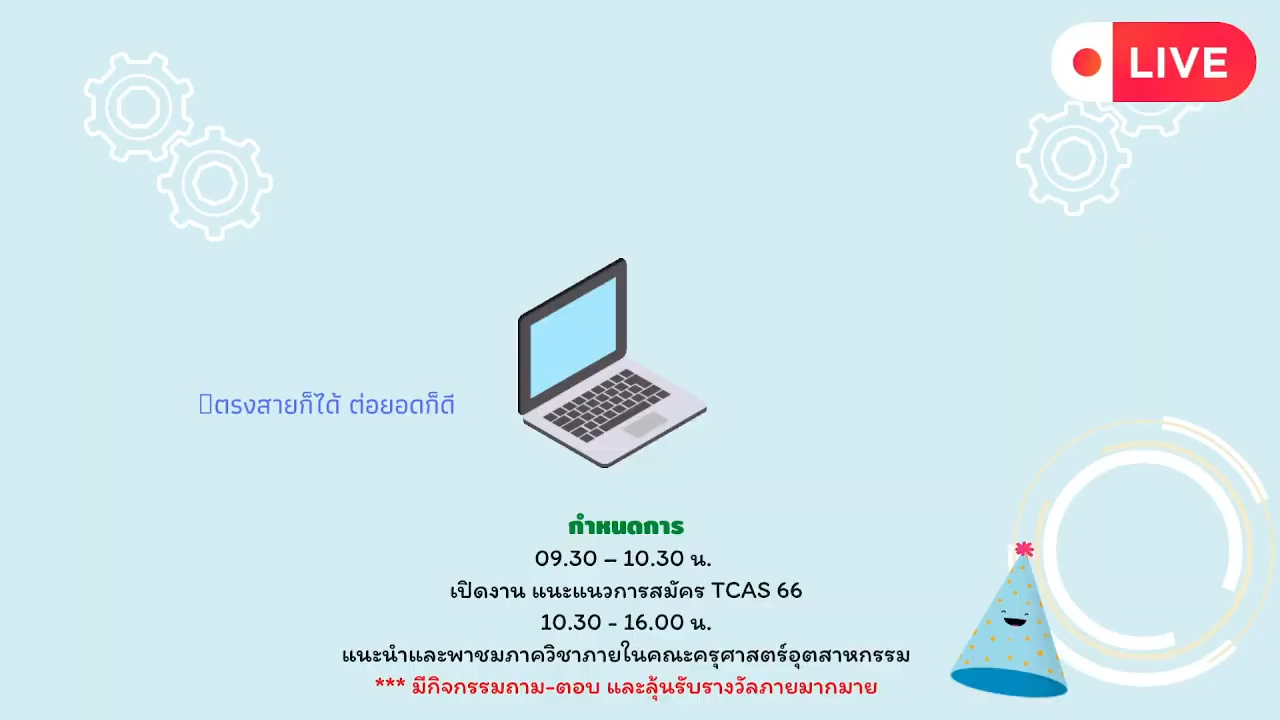 LIVE
ตรงสายก็ได้ ต่อยอดก็ดี
กำหนดการ
09.30 – 10.30 น.
เปิดงาน แนะแนวการสมัคร TCAS 66
10.30 - 16.00 น.
แนะนำและพาชมภาควิชาภายในคณะครุศาสตร์อุตสาหกรรม
*** มีกิจกรรมถาม-ตอบ และลุ้นรับรางวัลภายมากมาย